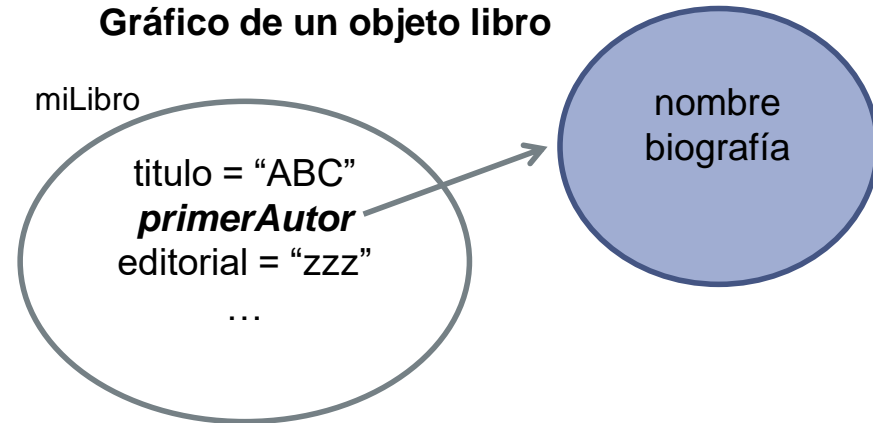 Gráfico de un objeto libro
miLibro
titulo = “ABC”
primerAutor
editorial = “zzz”
…
nombre
biografía